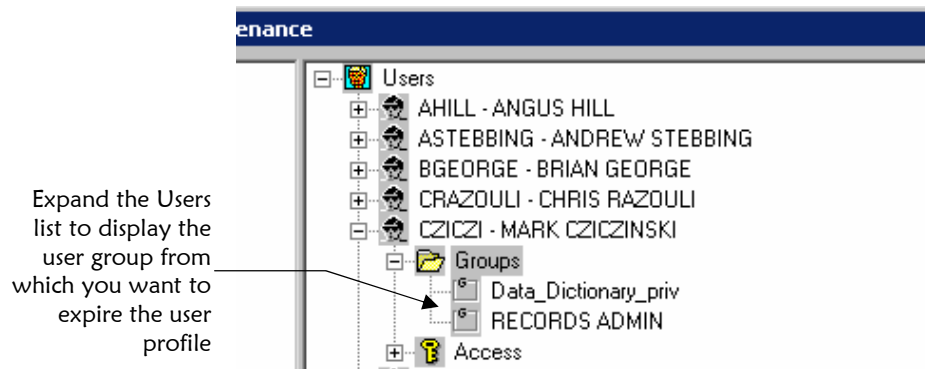 enance
Users
AHILL - ANGUS HILL
ASTEBBING - ANDREW STEBBING
BGEORGE - BRIAN GEORGE
CRAZOULI - CHRIS RAZOULI
CZICZI - MARK CZICZINSKI
Groups
Data_Dictionary_priv
RECORDS ADMIN
Access
Expand the Users
list to display the
user group from
which you want to
expire the user
profile